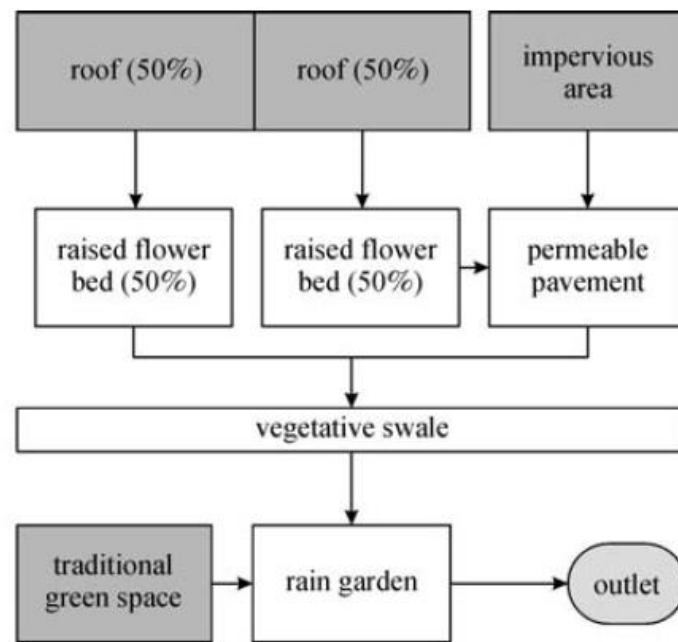 roof (50%)
roof (50%)
impervious
area
raised flower
bed (50%)
raised flower
bed (50%)
permeable
pavement
vegetative swale
traditional
green space
rain garden
outlet